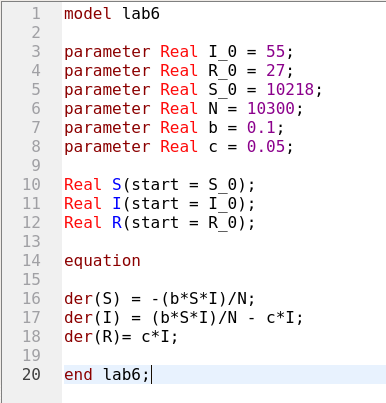 1 model lab6
2
3 parameter Real I_0 = 55;
4 parameter Real R_0 = 27;
5 parameter Real S_0 = 10218;
6 parameter Real N = 10300;
7 parameter Real b = 0.1;
8 parameter Real c = 0.05;
9
10 Real S(start = S_0);
11 Real I(start = I_0);
12 Real R(start = R_0);
13
14 equation
15
16 der(S) = -(b*S*I)/N;
17 der(I) = (b*S*I)/N - c*I;
18 der(R)= c*I;
19
20 end lab6;